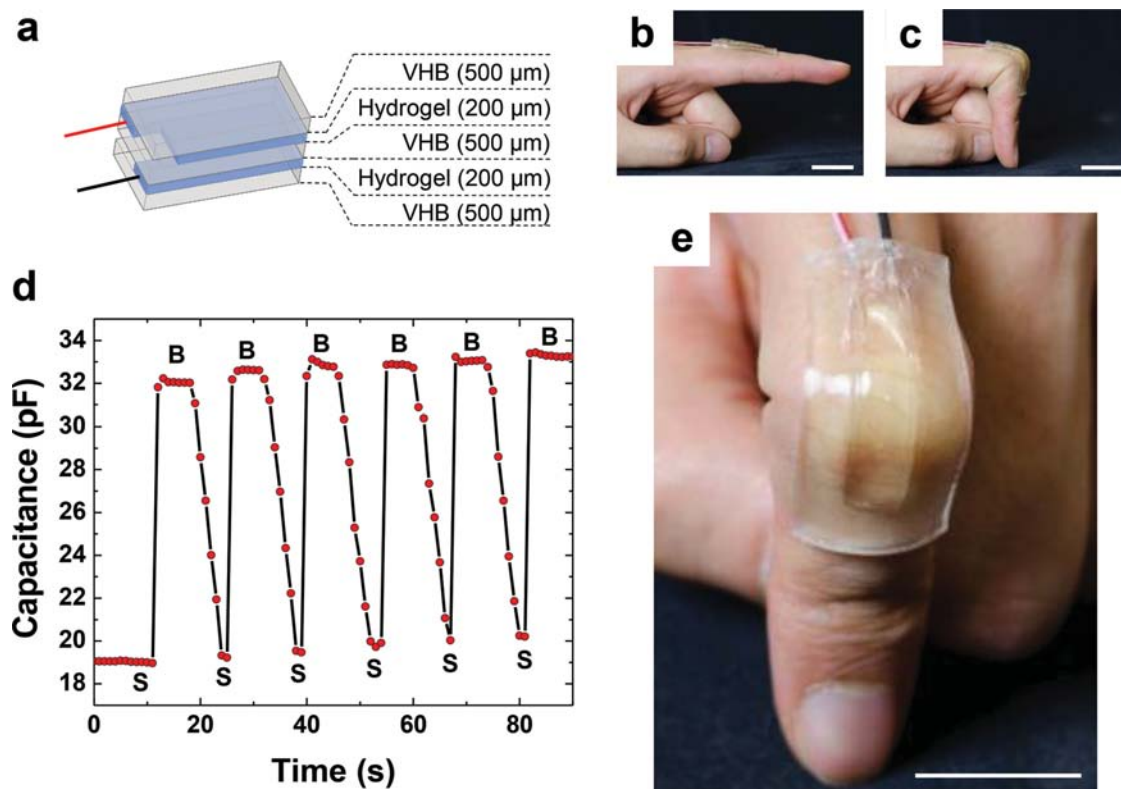 a
VHB (500 µm)
Hydrogel (200 µm)
VHB (500 µm)
Hydrogel (200 µm)
VHB (500 µm)
b
c
d
Capacitance (pF)
34
32
30
28
26
24
22
20
18
B B B B B B
S S S S S S
0 20 40 60 80
Time (s)
e